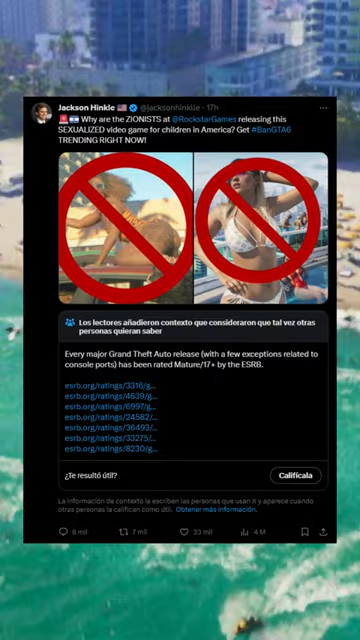 Jackson Hinkle @jacksonhinklle · 17h
Why are the ZIONISTS at @RockstarGames releasing this
SEXUALIZED video game for children in America? Get #BanGTA6
TRENDING RIGHT NOW!
Los lectores añadieron contexto que consideraron que tal vez otras
personas quieran saber
Every major Grand Theft Auto release (with a few exceptions related to
console ports) has been rated Mature/17+ by the ESRB.
esrb.org/ratings/3316/g...
esrb.org/ratings/4639/g...
esrb.org/ratings/6997/g...
esrb.org/ratings/24582/...
esrb.org/ratings/36493/...
esrb.org/ratings/33275/...
esrb.org/ratings/8230/g...
¿Te resultó útil?
Califícala
La información de contexto la escriben las personas que usan X y aparece cuando
otras personas la califican como útil. Obtener más información.
8 mil 7 mil 23 mil 4 M